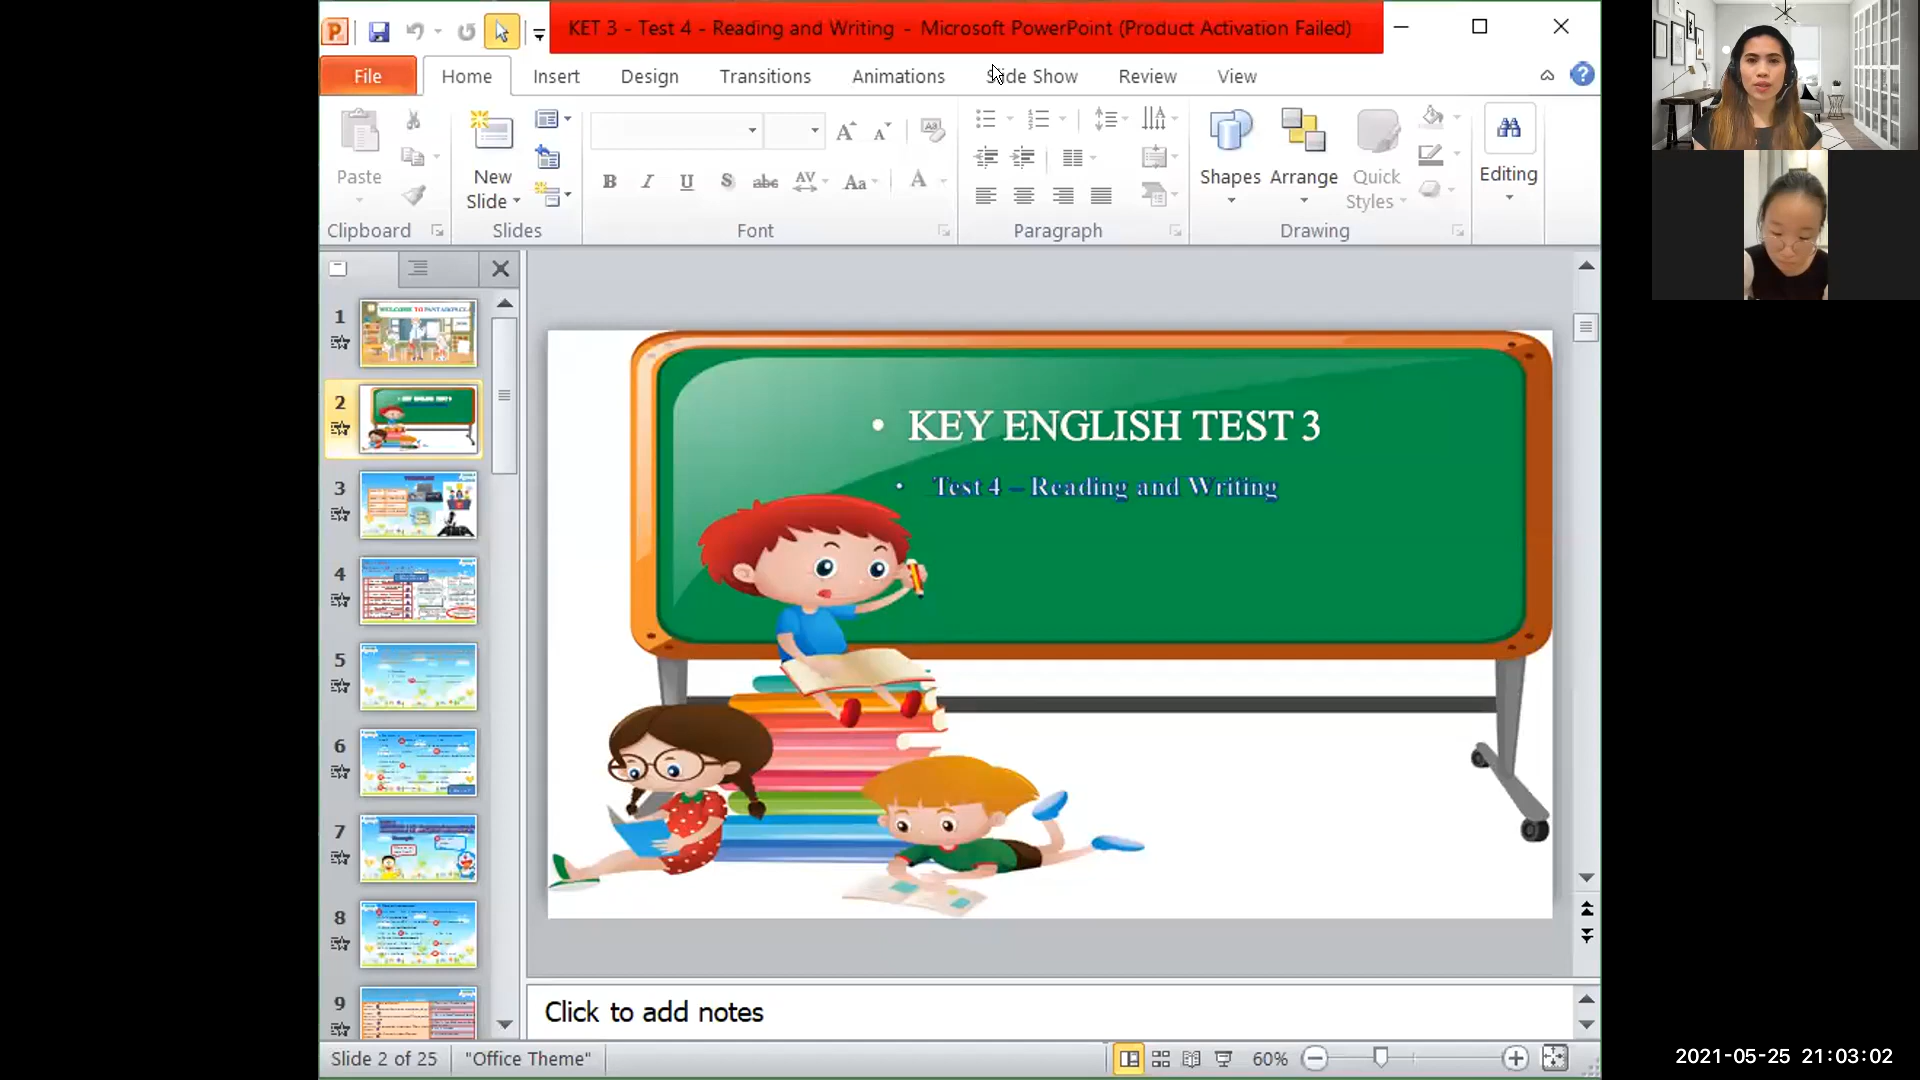 KET 3 - Test 4 - Reading and Writing - Microsoft PowerPoint (Product Activation Failed)
File Home Insert Design Transitions Animations Slide Show Review View
Paste
New Slide
B I U S abc AV Aa A
Shapes Arrange Quick Styles
Editing
Clipboard Slides Font Paragraph Drawing
1
2
3
4
5
6
7
8
9
• KEY ENGLISH TEST 3
• Test 4 – Reading and Writing
Click to add notes
Slide 2 of 25 "Office Theme" 60%
2021-05-25 21:03:02